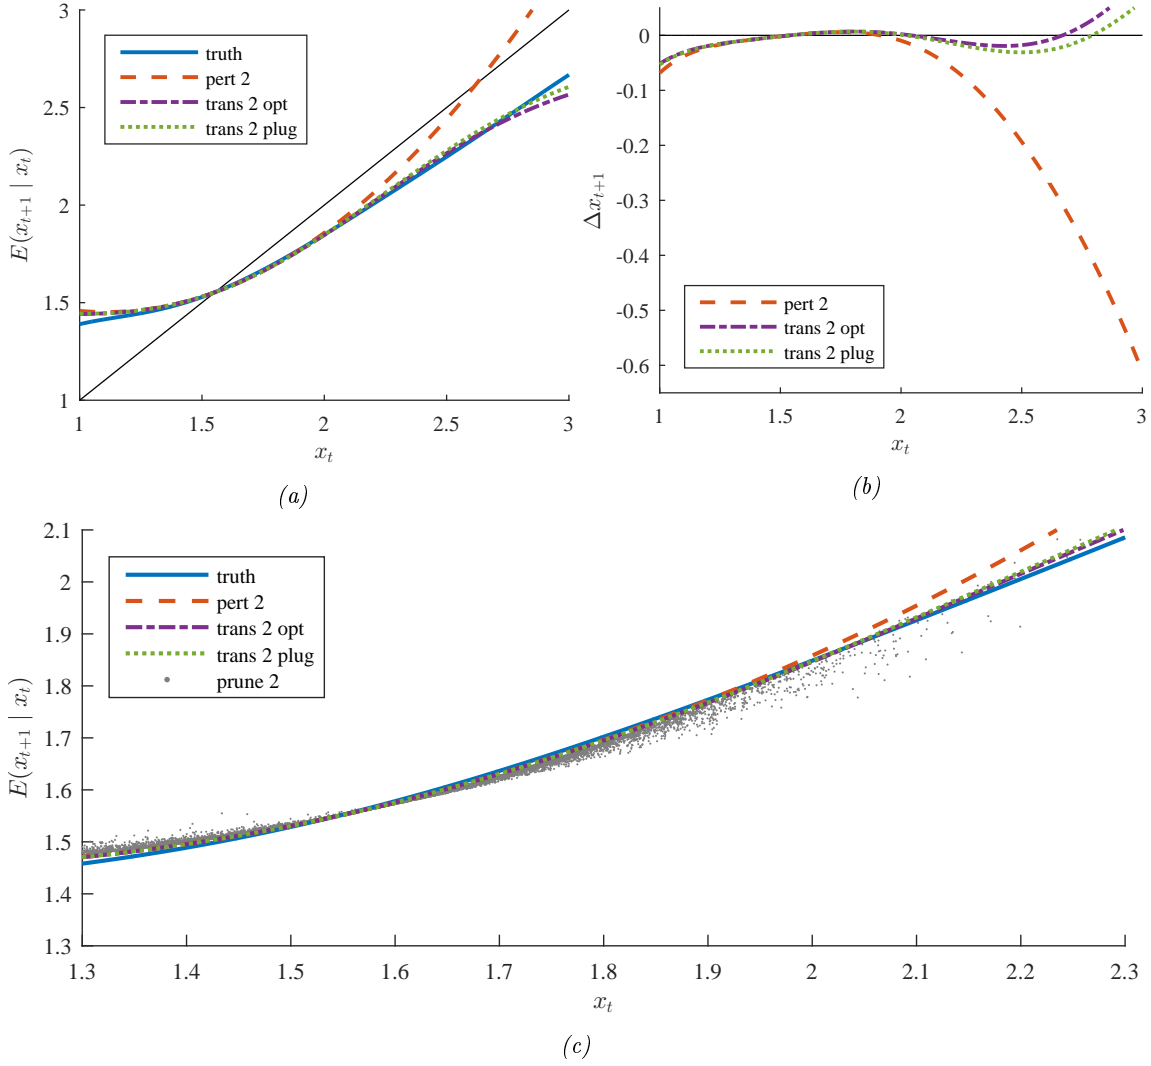 3
2.5
2
1.5
1
E(x_{t+1} | x_t)
truth
pert 2
trans 2 opt
trans 2 plug
1 1.5 2 2.5 3
x_t
(a)
0
-0.1
-0.2
-0.3
-0.4
-0.5
-0.6
Δx_{t+1}
pert 2
trans 2 opt
trans 2 plug
1 1.5 2 2.5 3
x_t
(b)
2.1
2
1.9
1.8
1.7
1.6
1.5
1.4
1.3
E(x_{t+1} | x_t)
truth
pert 2
trans 2 opt
trans 2 plug
prune 2
1.3 1.4 1.5 1.6 1.7 1.8 1.9 2 2.1 2.2 2.3
x_t
(c)